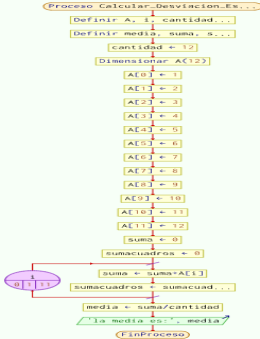 Proceso Calcular_Desviacion_Es...
Definir A, i, cantidad...
Definir media, suma, s...
cantidad ← 12
Dimensionar A(12)
A[0] ← 1
A[1] ← 2
A[2] ← 3
A[3] ← 4
A[4] ← 5
A[5] ← 6
A[6] ← 7
A[7] ← 8
A[8] ← 9
A[9] ← 10
A[10] ← 11
A[11] ← 12
suma ← 0
sumacuadros ← 0
i
0 1 11
suma ← suma+A[i]
sumacuadros ← sumacuad...
media ← suma/cantidad
'la media es:', media
FinProceso